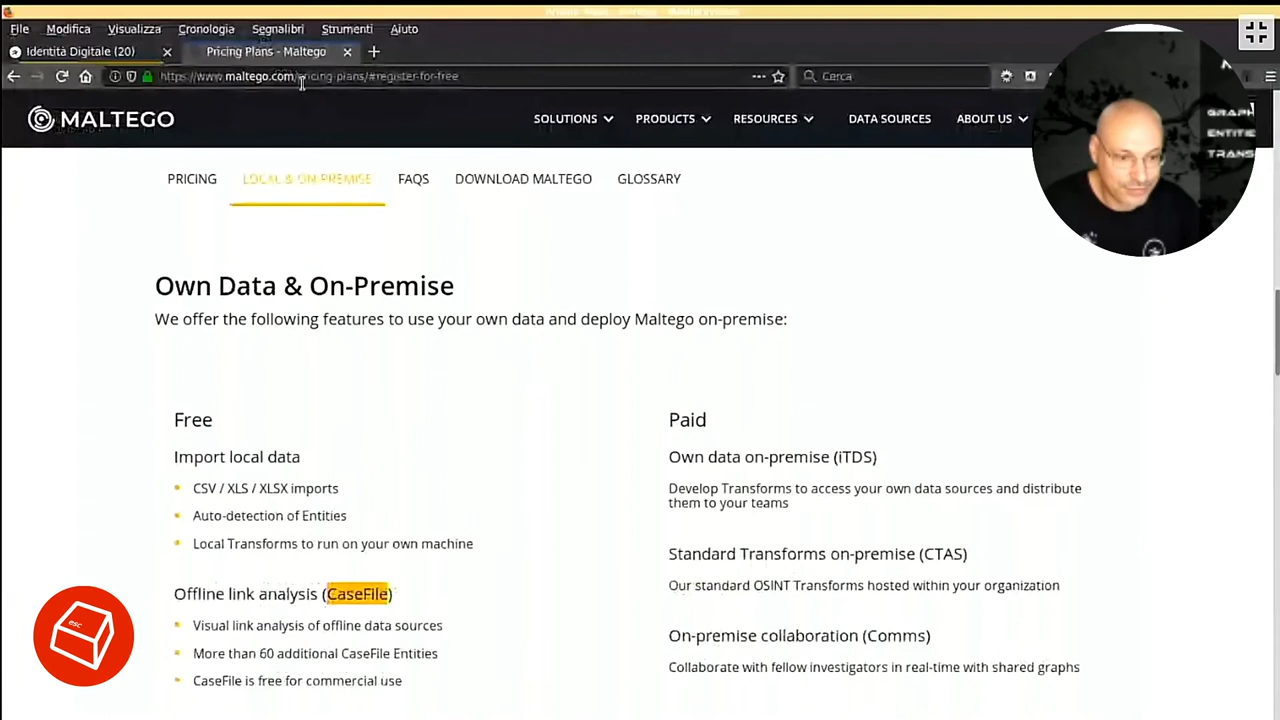 File Modifica Visualizza Cronologia Segnalibri Strumenti Aiuto
Identità Digitale (20)
Pricing Plans - Maltego
https://www.maltego.com/pricing-plans/#register-for-free
Cerca
MALTEGO
SOLUTIONS PRODUCTS RESOURCES DATA SOURCES ABOUT US
GRAPH
ENTITIE
TRANS
PRICING LOCAL & ON-PREMISE FAQS DOWNLOAD MALTEGO GLOSSARY
Own Data & On-Premise
We offer the following features to use your own data and deploy Maltego on-premise:
Free
Import local data
CSV / XLS / XLSX imports
Auto-detection of Entities
Local Transforms to run on your own machine
Offline link analysis (CaseFile)
Visual link analysis of offline data sources
More than 60 additional CaseFile Entities
CaseFile is free for commercial use
Paid
Own data on-premise (iTDS)
Develop Transforms to access your own data sources and distribute
them to your teams
Standard Transforms on-premise (CTAS)
Our standard OSINT Transforms hosted within your organization
On-premise collaboration (Comms)
Collaborate with fellow investigators in real-time with shared graphs
esc